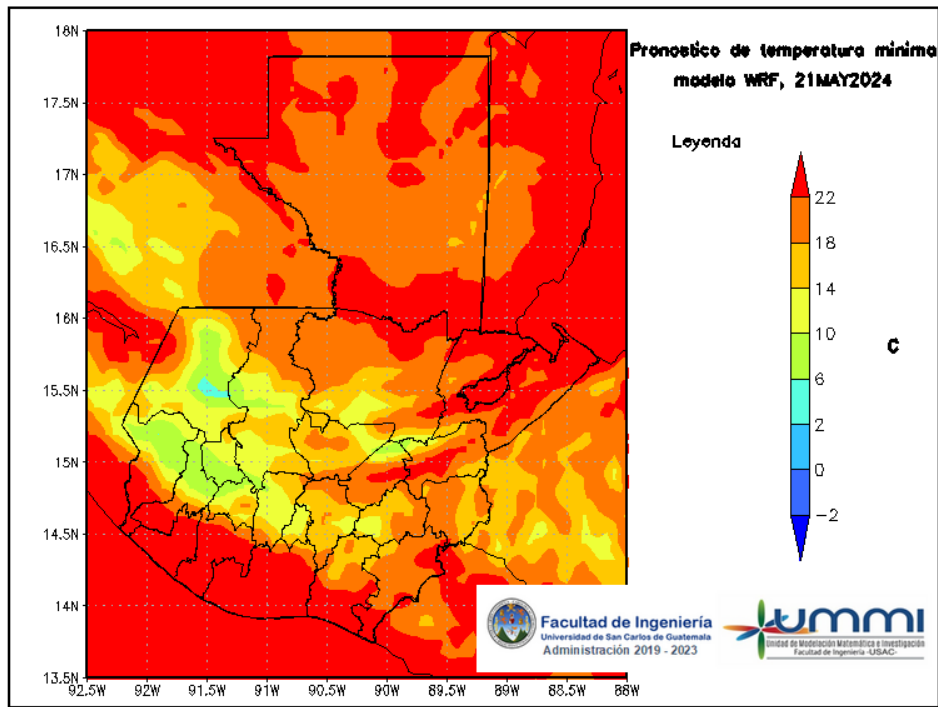 Pronostico de temperatura minima
modelo WRF, 21MAY2024
Leyenda
22
18
14
10
6
2
0
−2
C
18N
17.5N
17N
16.5N
16N
15.5N
15N
14.5N
14N
13.5N
92.5W
92W
91.5W
91W
90.5W
90W
89.5W
89W
88.5W
88W
Facultad de Ingeniería
Universidad de San Carlos de Guatemala
Administración 2019 - 2023
ummi
Unidad de Modelación Matemática e Investigación
Facultad de Ingeniería -USAC-